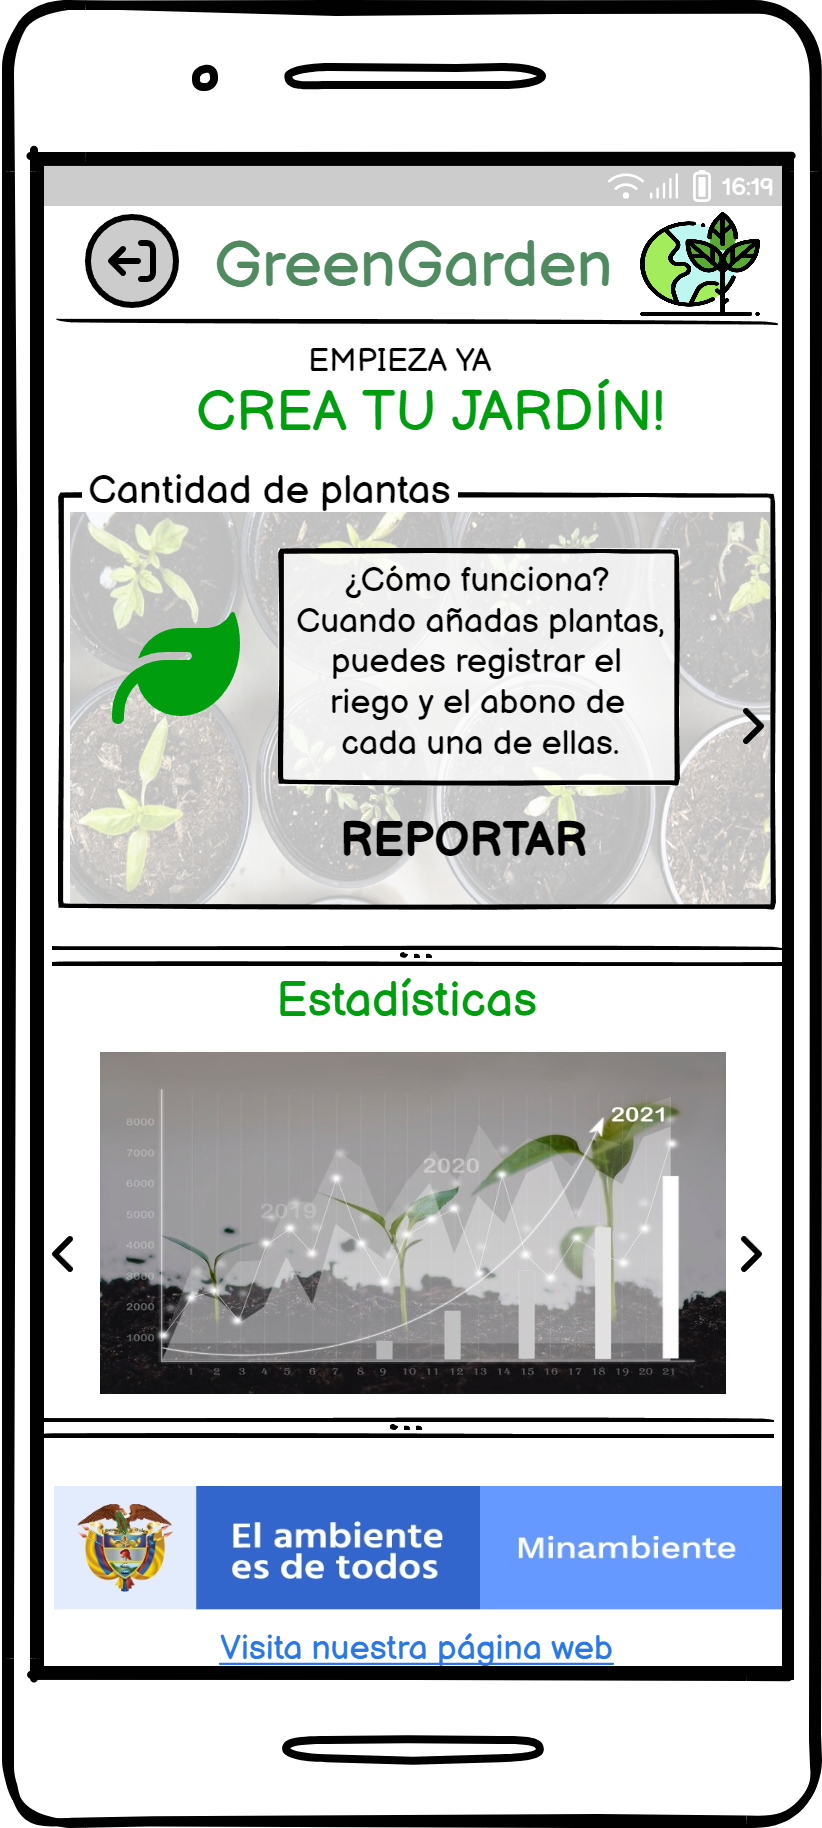 16:19
GreenGarden
EMPIEZA YA
CREA TU JARDÍN!
Cantidad de plantas
¿Cómo funciona?
Cuando añadas plantas,
puedes registrar el
riego y el abono de
cada una de ellas.
REPORTAR
Estadísticas
2021
8000
7000
2020
6000
2019
5000
4000
3000
2000
1000
1 2 3 4 5 6 7 8 9 10 11 12 13 14 15 16 17 18 19 20 21
El ambiente
es de todos
Minambiente
Visita nuestra página web